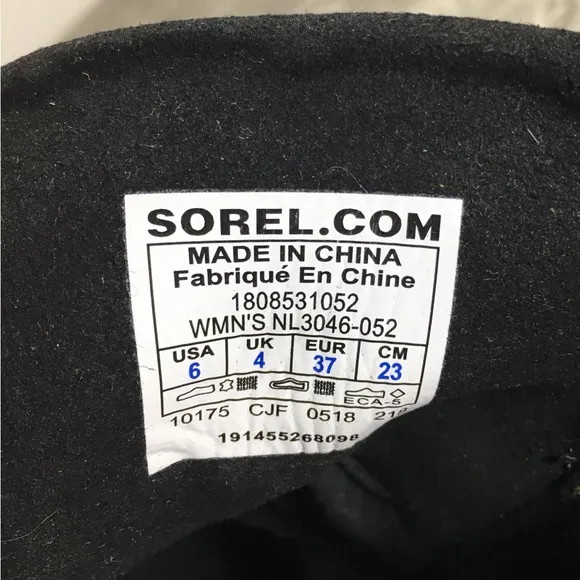 SOREL.COM
MADE IN CHINA
Fabriqué En Chine
1808531052
WMN'S NL3046-052
USA UK EUR CM
6 4 37 23
ECA-5
10175 CJF 0518
191455268098